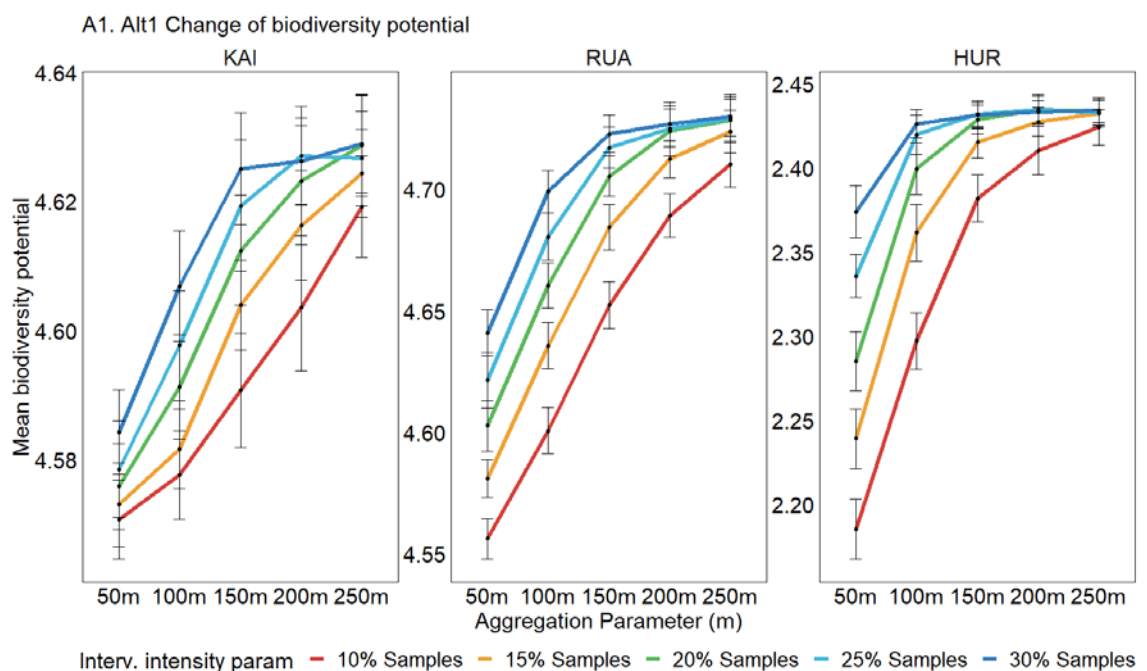 A1. Alt1 Change of biodiversity potential
KAI RUA HUR
Mean biodiversity potential
4.64
4.62
4.60
4.58
4.70
4.65
4.60
4.55
2.45
2.40
2.35
2.30
2.25
2.20
50m 100m 150m 200m 250m 50m 100m 150m 200m 250m 50m 100m 150m 200m 250m
Aggregation Parameter (m)
Interv. intensity param 10% Samples 15% Samples 20% Samples 25% Samples 30% Samples